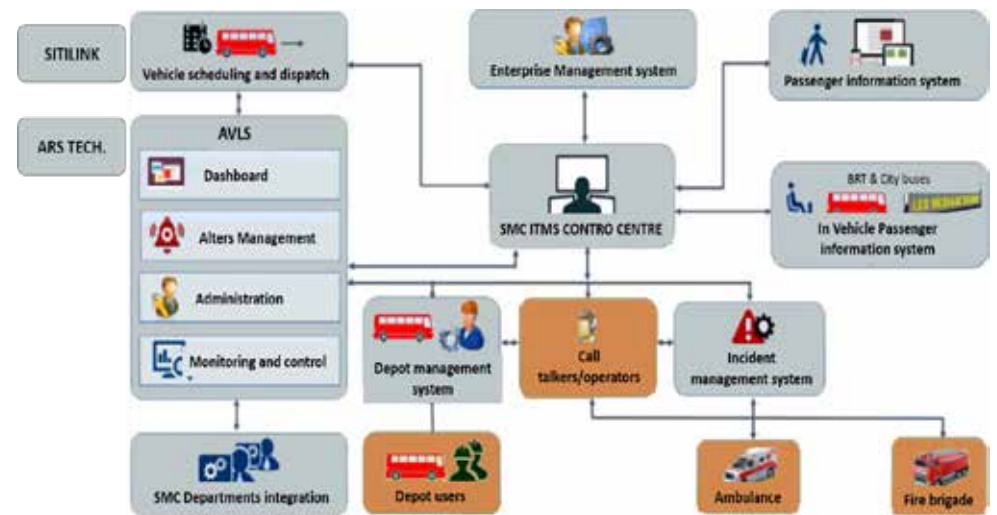 SITILINK
ARS TECH.
Vehicle scheduling and dispatch
Enterprise Management system
Passenger information system
AVLS
Dashboard
Alters Management
Administration
Monitoring and control
SMC ITMS CONTRO CENTRE
BRT & City buses
In Vehicle Passenger
information system
Depot management
system
Call
talkers/operators
Incident
management system
SMC Departments integration
Depot users
Ambulance
Fire brigade